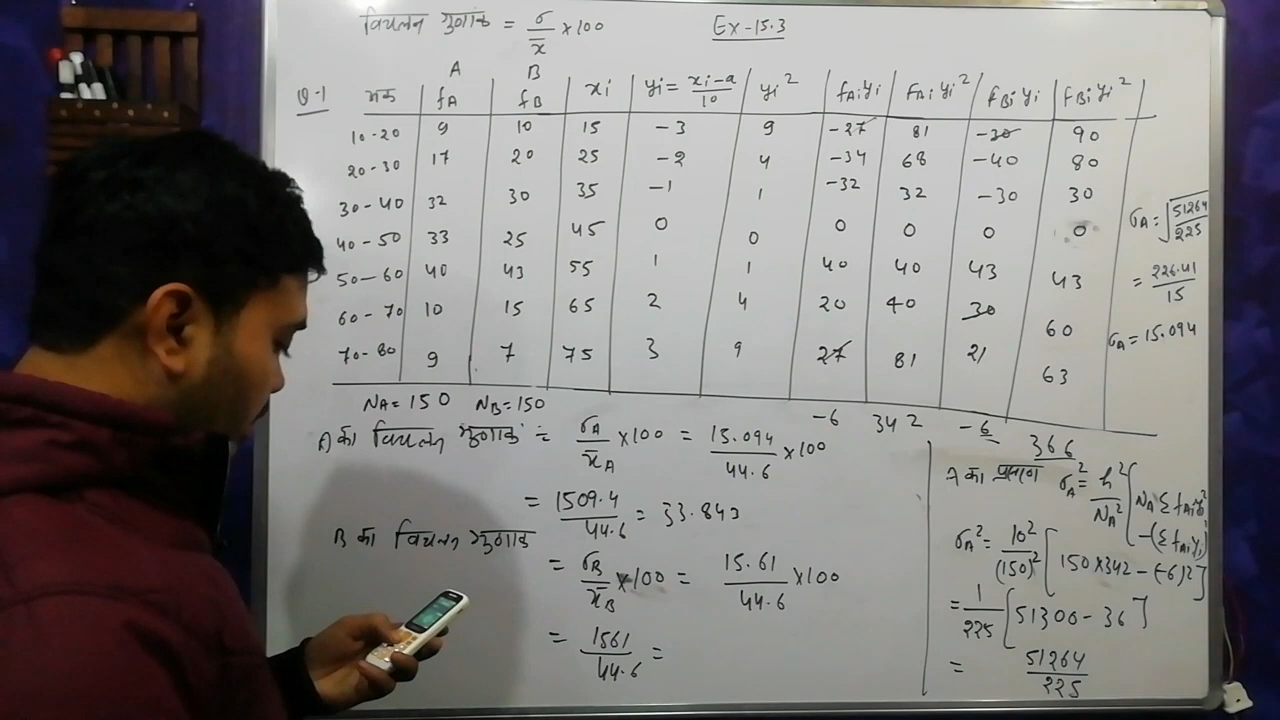 विचलन गुणांक = σ/x̄ × 100
Ex-15.3
A B
Q-1 अंक fA fB xi yi = (xi-a)/10 yi² fAiyi fAiyi² fBiyi fBiyi²
10-20 9 10 15 -3 9 -27 81 -30 90
20-30 17 20 25 -2 4 -34 68 -40 80
30-40 32 30 35 -1 1 -32 32 -30 30
40-50 33 25 45 0 0 0 0 0 0
50-60 40 43 55 1 1 40 40 43 43
60-70 10 15 65 2 4 20 40 30 60
70-80 9 7 75 3 9 27 81 21 63
NA = 150 NB = 150 -6 342 -6 366
σA = √(51264/225)
= 226.41/15
σA = 15.094
A का विचलन गुणांक = σA/x̄A × 100 = 15.094/44.6 × 100
= 1509.4/44.6 = 33.843
B का विचलन गुणांक
= σB/x̄B × 100 = 15.61/44.6 × 100
= 1561/44.6 =
A का प्रसरण σA² = h²/NA² [NA Σ fAiyi²
-(Σ fAiyi)
σA² = 10²/(150)² [150×342-(-6)²]
= 1/225 [51300-36]
= 51264/225